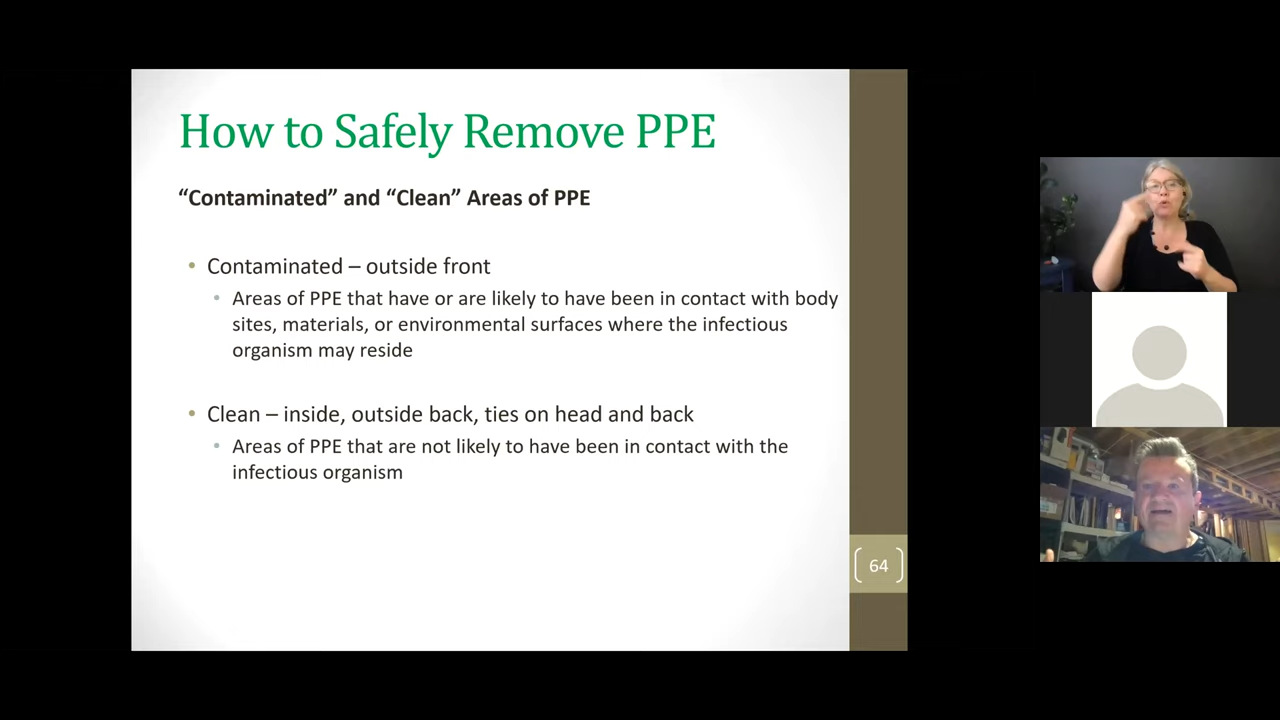 How to Safely Remove PPE
“Contaminated” and “Clean” Areas of PPE
• Contaminated – outside front
• Areas of PPE that have or are likely to have been in contact with body
sites, materials, or environmental surfaces where the infectious
organism may reside
• Clean – inside, outside back, ties on head and back
• Areas of PPE that are not likely to have been in contact with the
infectious organism
64